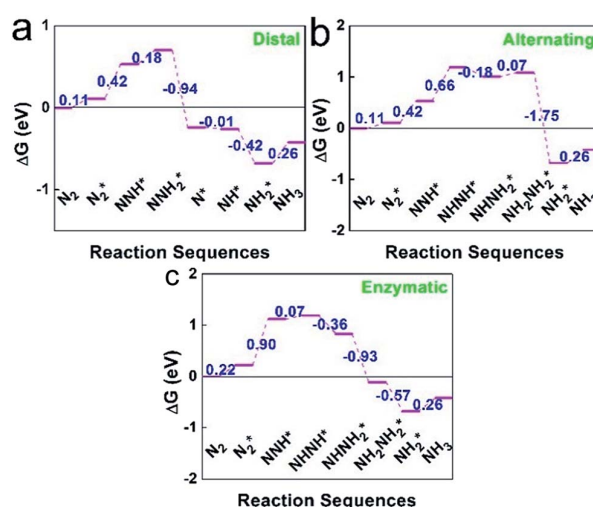 a
Distal
ΔG (eV)
1
0
-1
0.11
0.42
0.18
-0.94
-0.01
-0.42
0.26
N2
N2*
NNH*
NNH2*
N*
NH*
NH2*
NH3
Reaction Sequences
b
Alternating
ΔG (eV)
2
1
0
-1
-2
0.11
0.42
0.66
-0.18
0.07
-1.75
0.26
N2
N2*
NNH*
NHNH*
NHNH2*
NH2NH2*
NH2*
Reaction Sequences
c
Enzymatic
ΔG (eV)
2
1
0
-1
-2
0.22
0.90
0.07
-0.36
-0.93
-0.57
0.26
N2
N2*
NNH*
NHNH*
NHNH2*
NH2NH2*
NH2*
NH3
Reaction Sequences